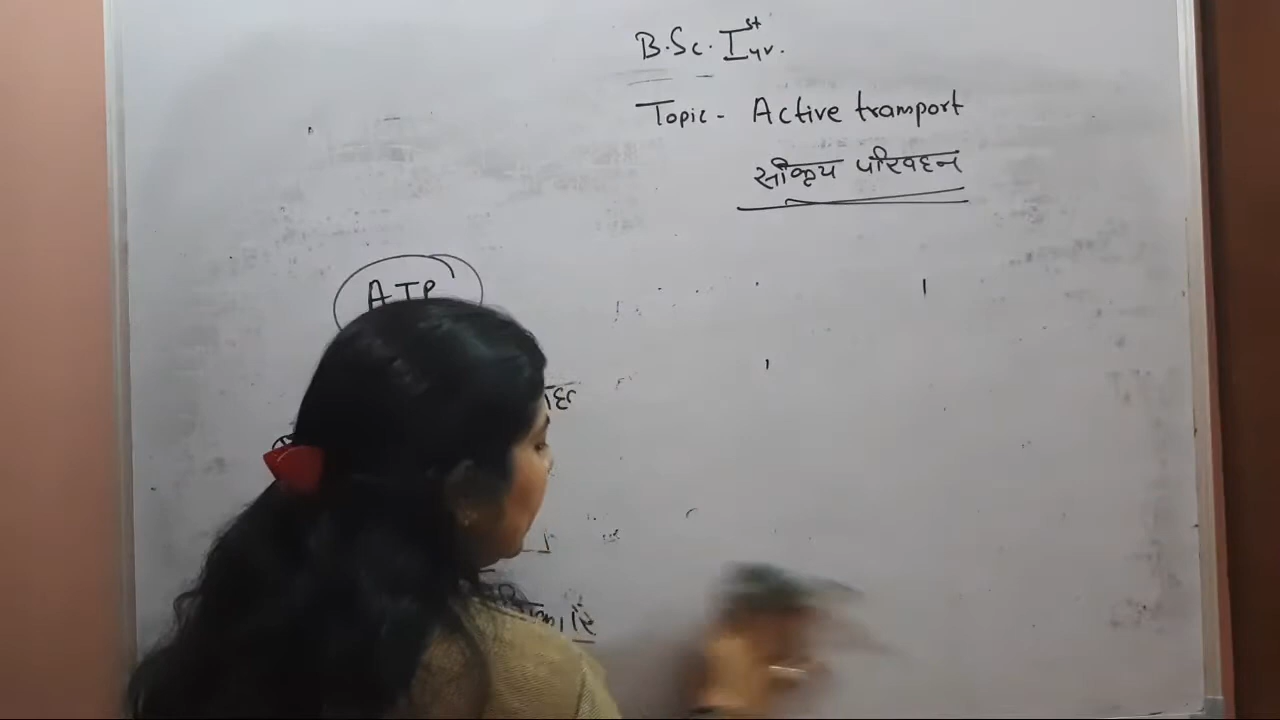 B.Sc. Ist yr.
Topic - Active transport
सक्रिय परिवहन
ATP